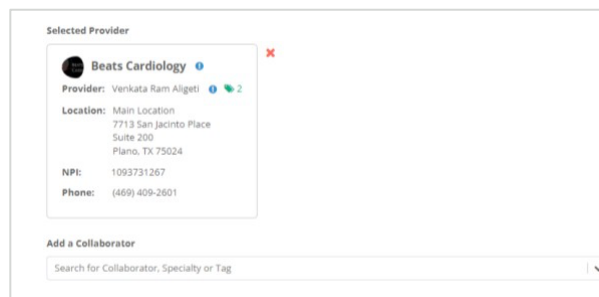 Selected Provider
Beats Cardiology
Provider: Venkata Ram Aligeti 2
Location: Main Location
7713 San Jacinto Place
Suite 200
Plano, TX 75024
NPI: 1093731267
Phone: (469) 409-2601
Add a Collaborator
Search for Collaborator, Specialty or Tag